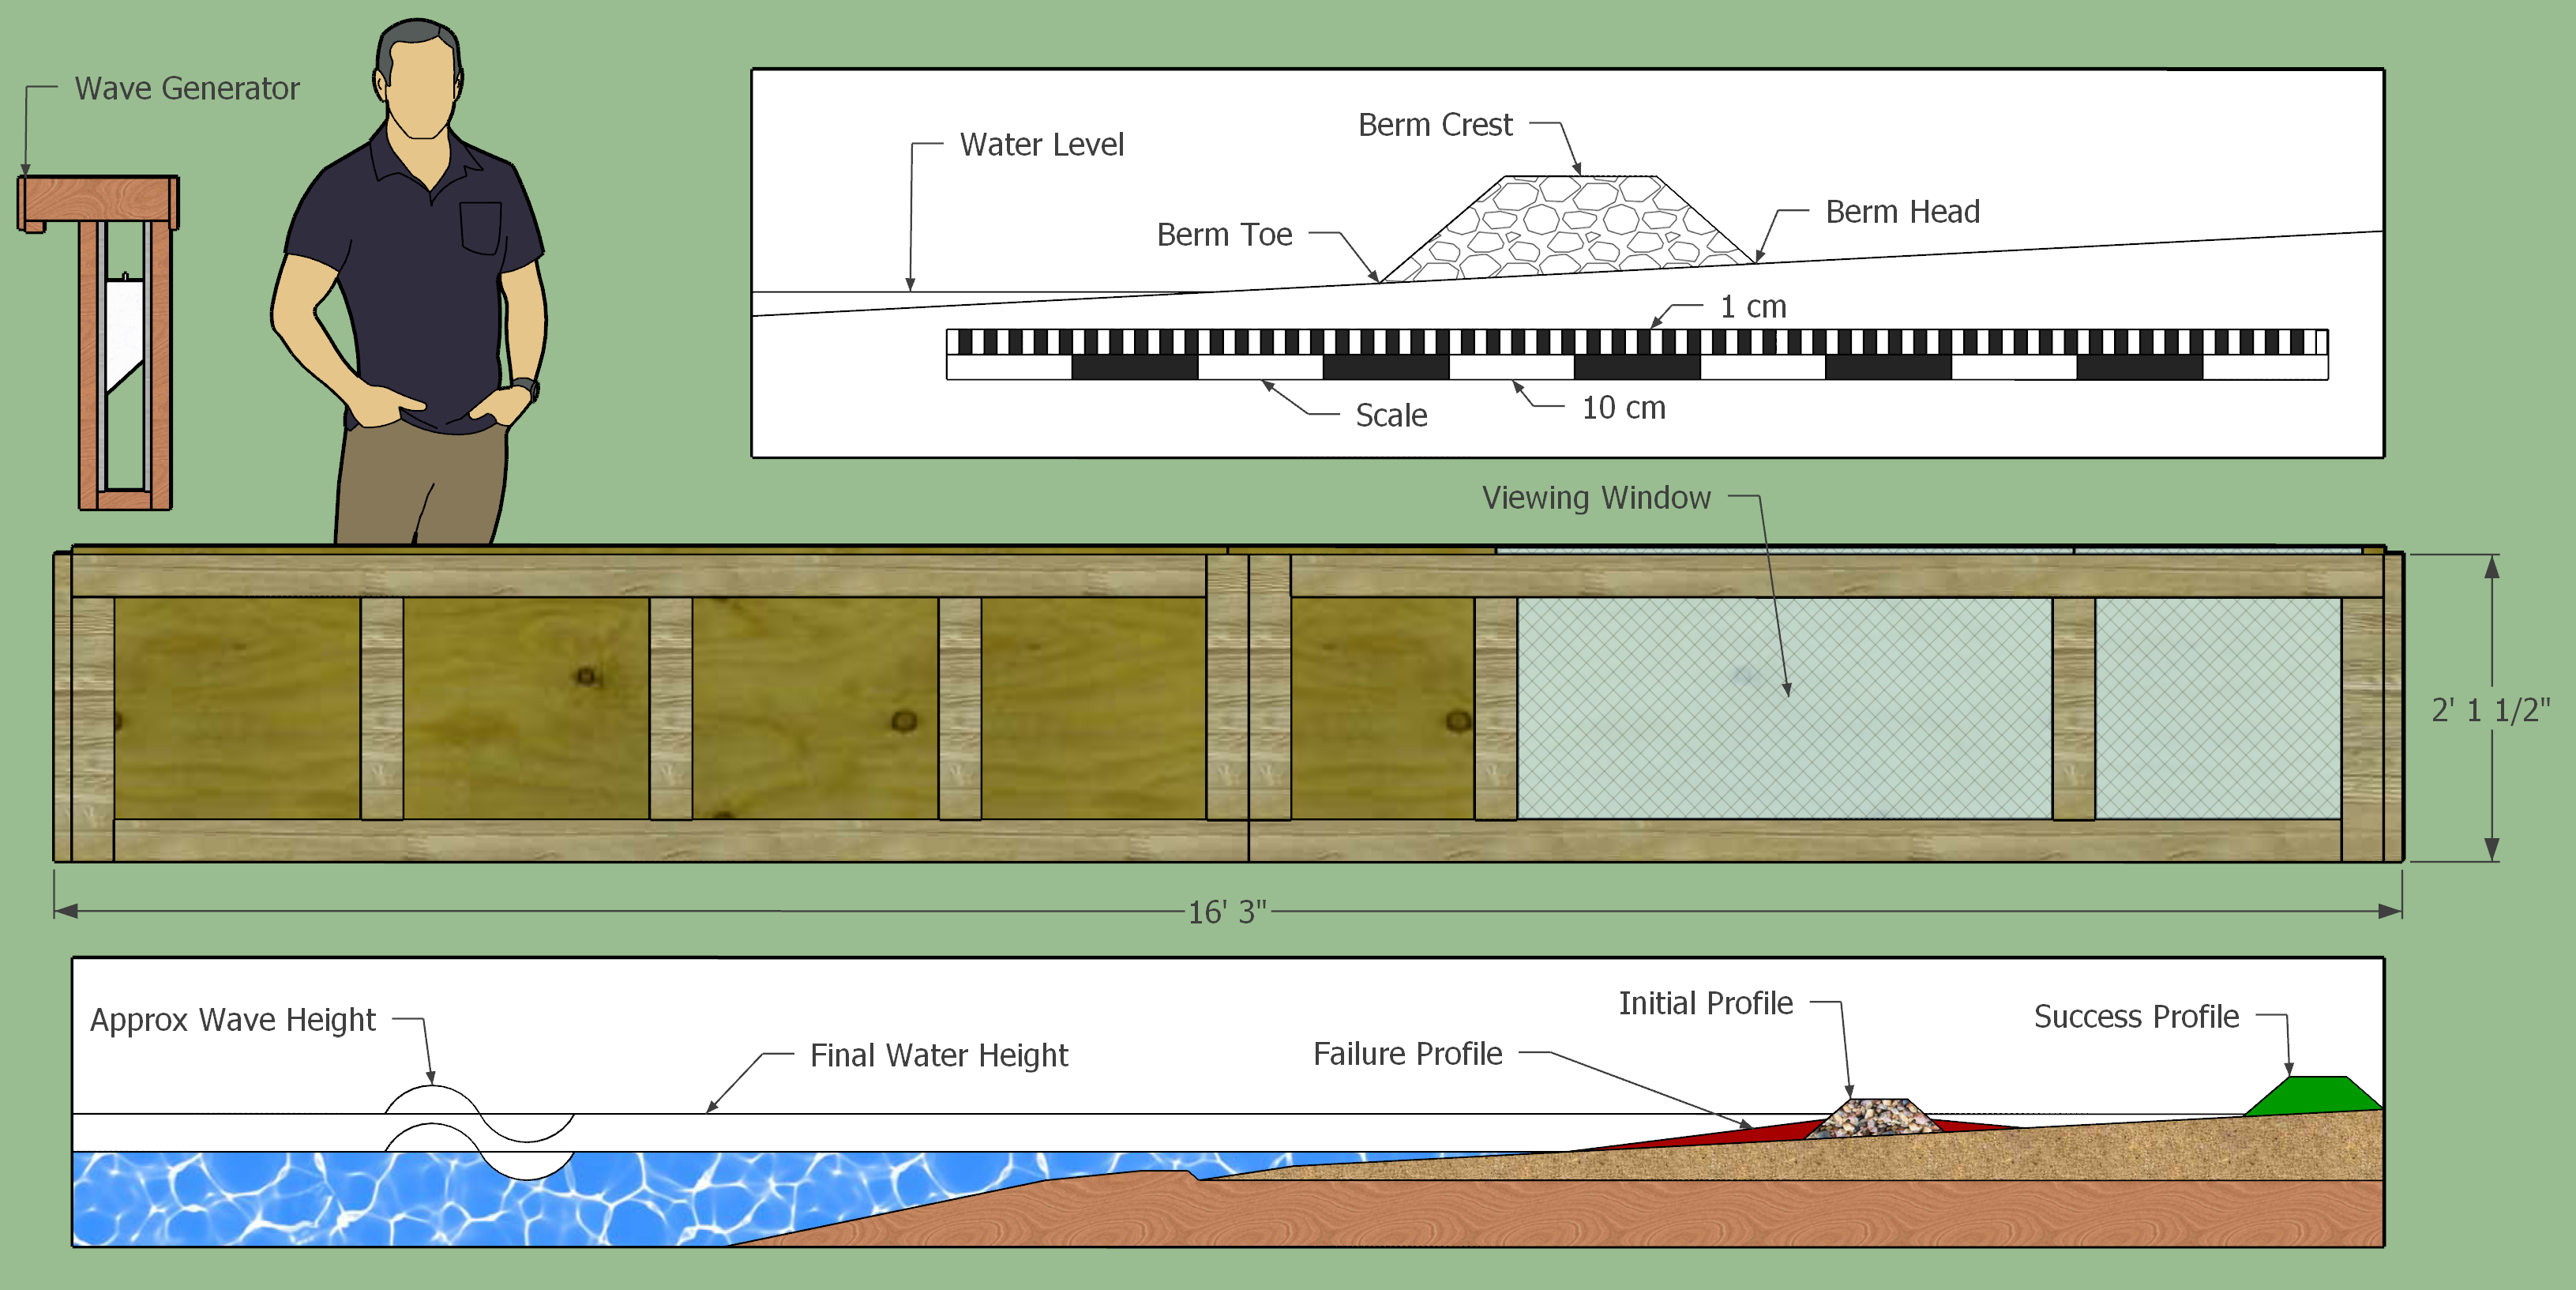 Wave Generator
Water Level
Berm Crest
Berm Toe
Berm Head
1 cm
Scale
10 cm
Viewing Window
2' 1 1/2"
16' 3"
Approx Wave Height
Final Water Height
Failure Profile
Initial Profile
Success Profile